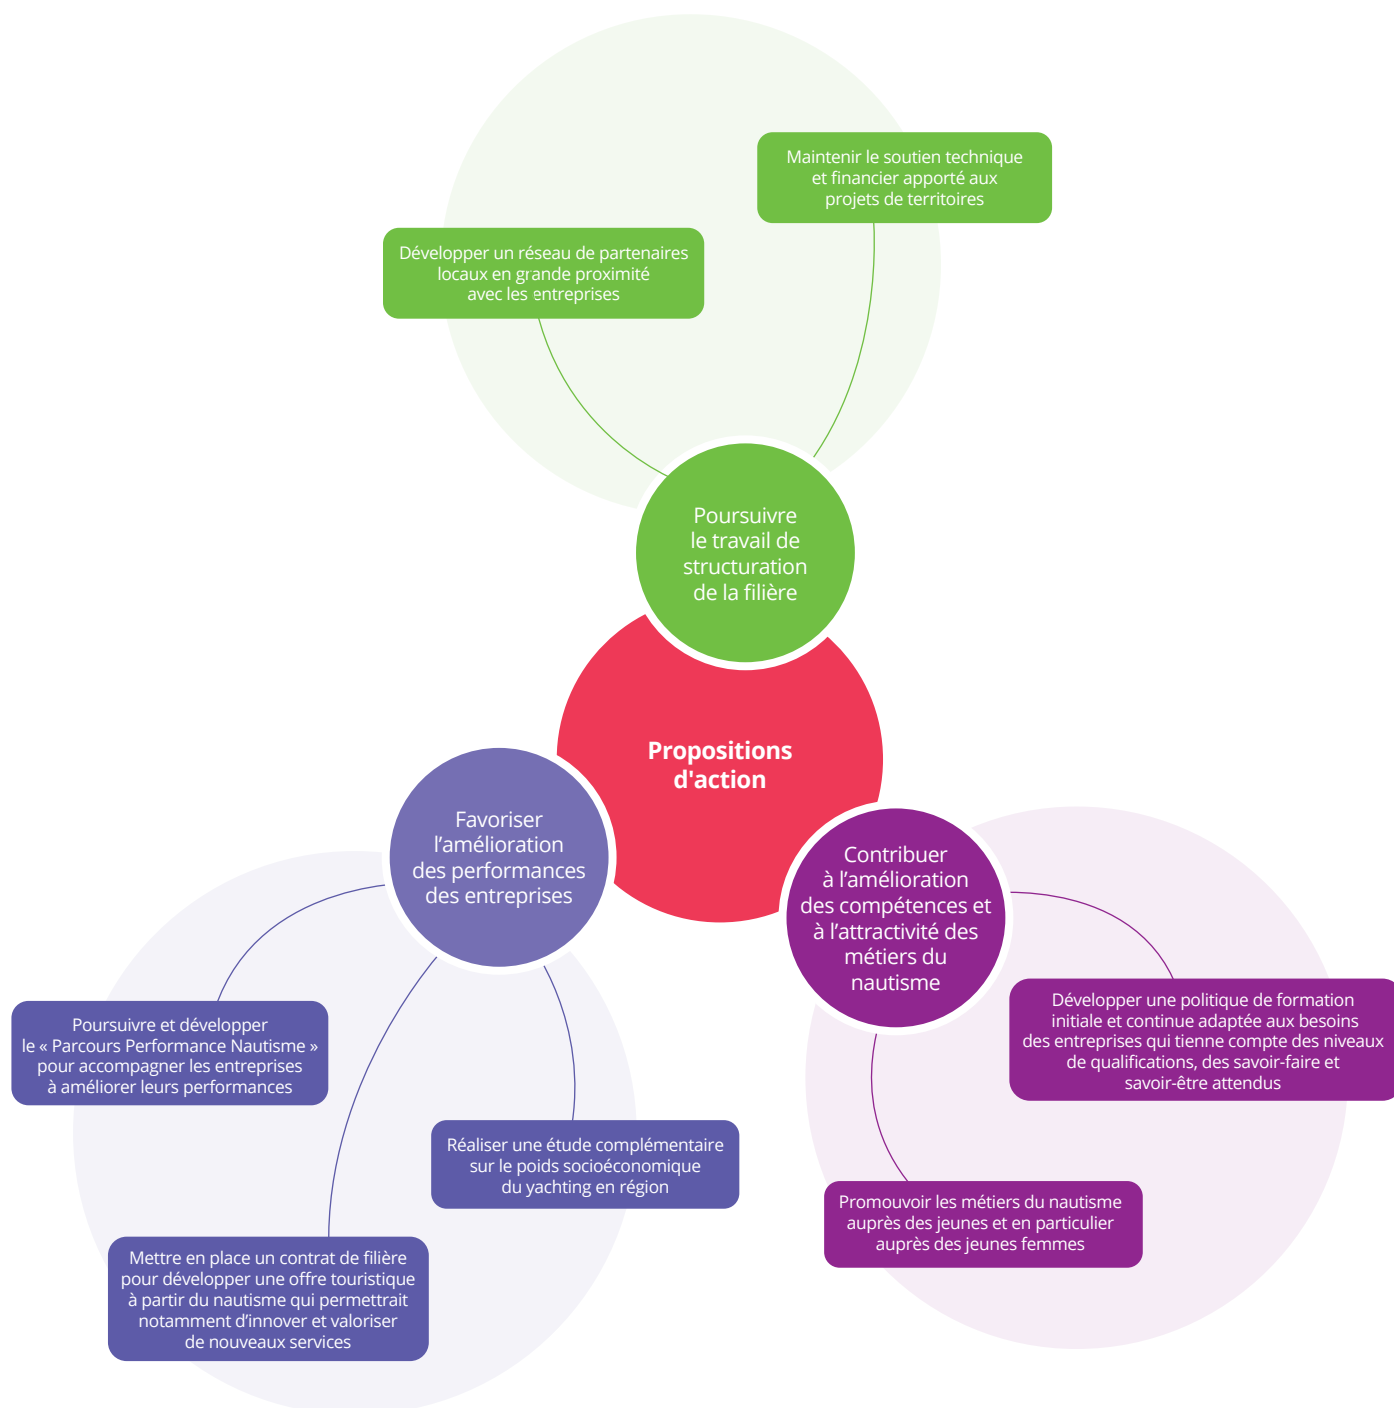 Maintenir le soutien technique
et financier apporté aux
projets de territoires
Développer un réseau de partenaires
locaux en grande proximité
avec les entreprises
Poursuivre
le travail de
structuration
de la filière
Propositions
d'action
Favoriser
l’amélioration
des performances
des entreprises
Contribuer
à l’amélioration
des compétences et
à l’attractivité des
métiers du
nautisme
Poursuivre et développer
le « Parcours Performance Nautisme »
pour accompagner les entreprises
à améliorer leurs performances
Développer une politique de formation
initiale et continue adaptée aux besoins
des entreprises qui tienne compte des niveaux
de qualifications, des savoir-faire et
savoir-être attendus
Réaliser une étude complémentaire
sur le poids socioéconomique
du yachting en région
Promouvoir les métiers du nautisme
auprès des jeunes et en particulier
auprès des jeunes femmes
Mettre en place un contrat de filière
pour développer une offre touristique
à partir du nautisme qui permettrait
notamment d’innover et valoriser
de nouveaux services